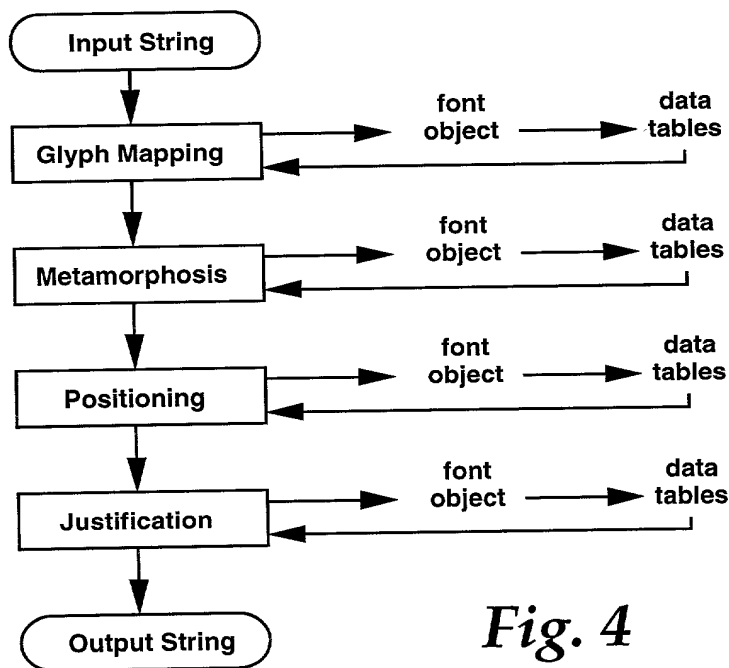 Input String
Glyph Mapping
font
object
data
tables
Metamorphosis
font
object
data
tables
Positioning
font
object
data
tables
Justification
font
object
data
tables
Output String
Fig. 4